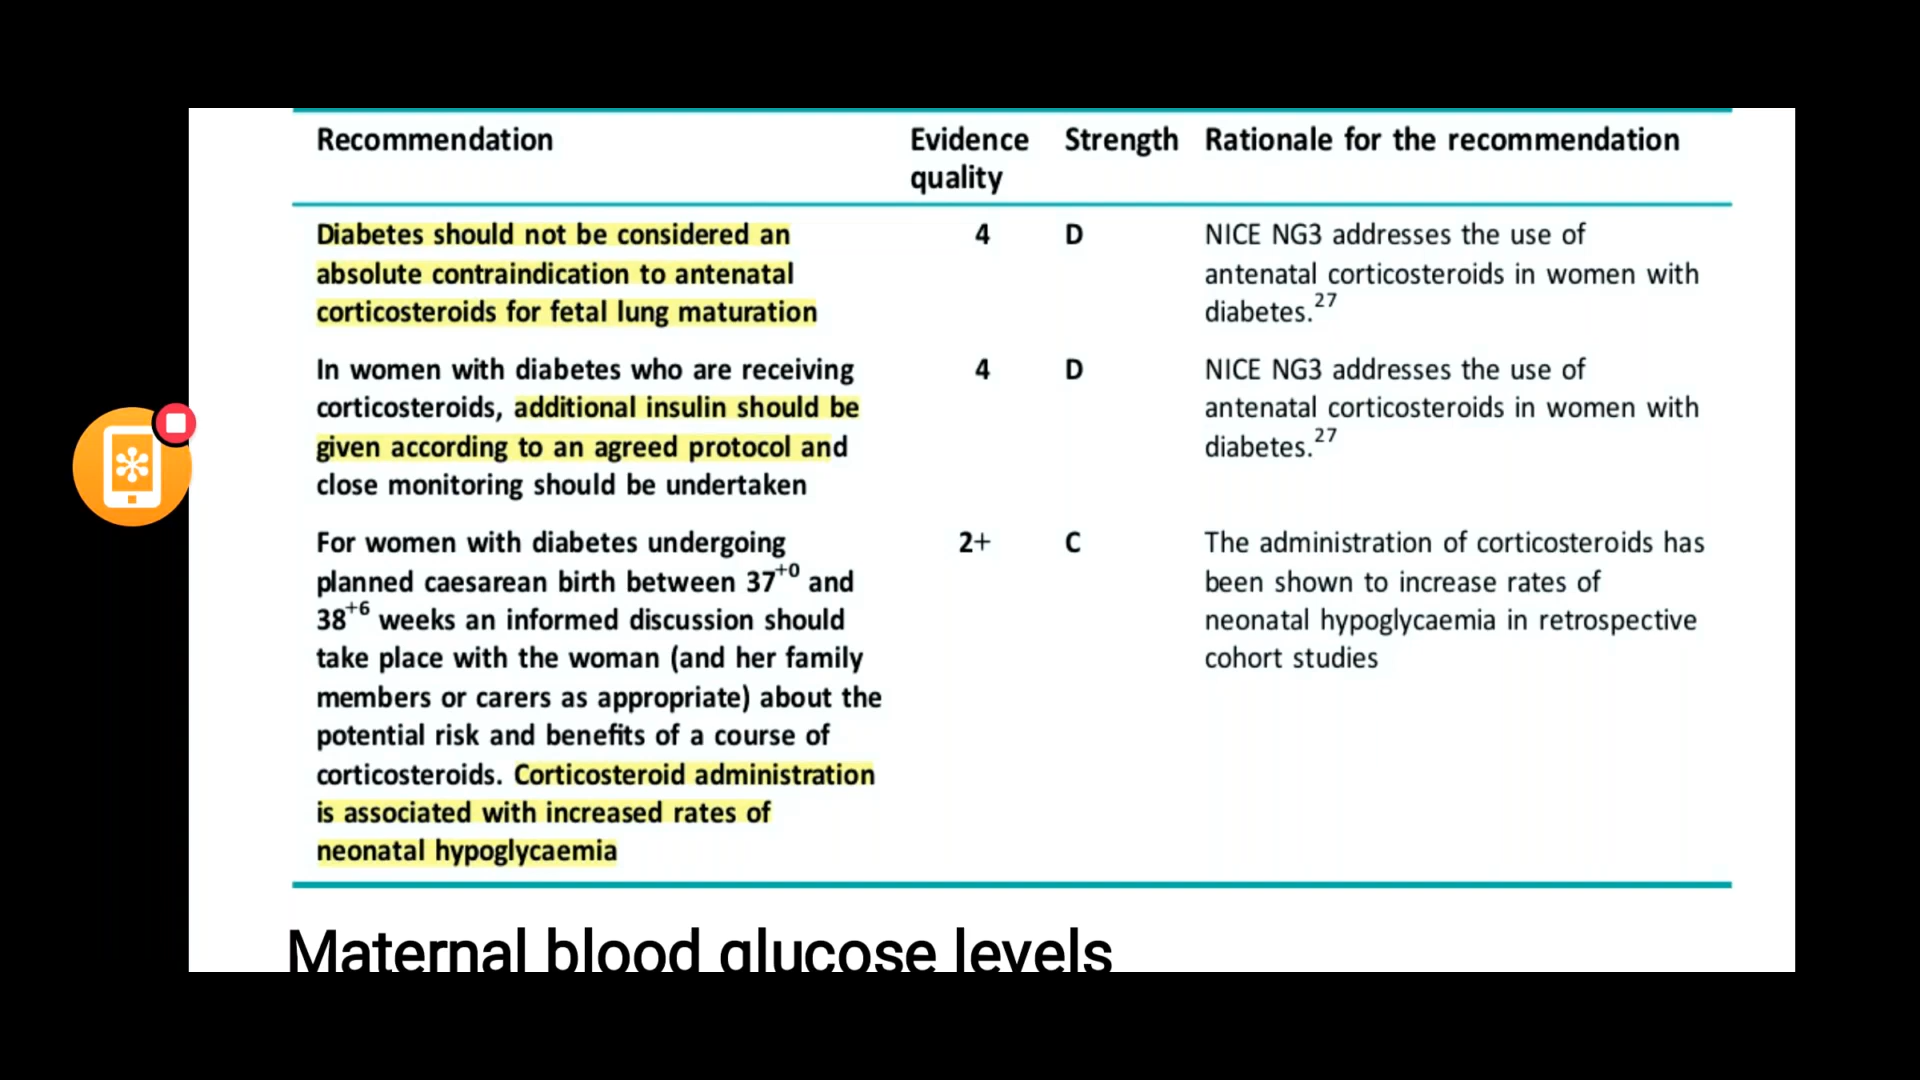 Recommendation Evidence quality Strength Rationale for the recommendation
Diabetes should not be considered an 4 D NICE NG3 addresses the use of
absolute contraindication to antenatal antenatal corticosteroids in women with
corticosteroids for fetal lung maturation diabetes.27
In women with diabetes who are receiving 4 D NICE NG3 addresses the use of
corticosteroids, additional insulin should be antenatal corticosteroids in women with
given according to an agreed protocol and diabetes.27
close monitoring should be undertaken
For women with diabetes undergoing 2+ C The administration of corticosteroids has
planned caesarean birth between 37+0 and been shown to increase rates of
38+6 weeks an informed discussion should neonatal hypoglycaemia in retrospective
take place with the woman (and her family cohort studies
members or carers as appropriate) about the
potential risk and benefits of a course of
corticosteroids. Corticosteroid administration
is associated with increased rates of
neonatal hypoglycaemia
Maternal blood glucose levels